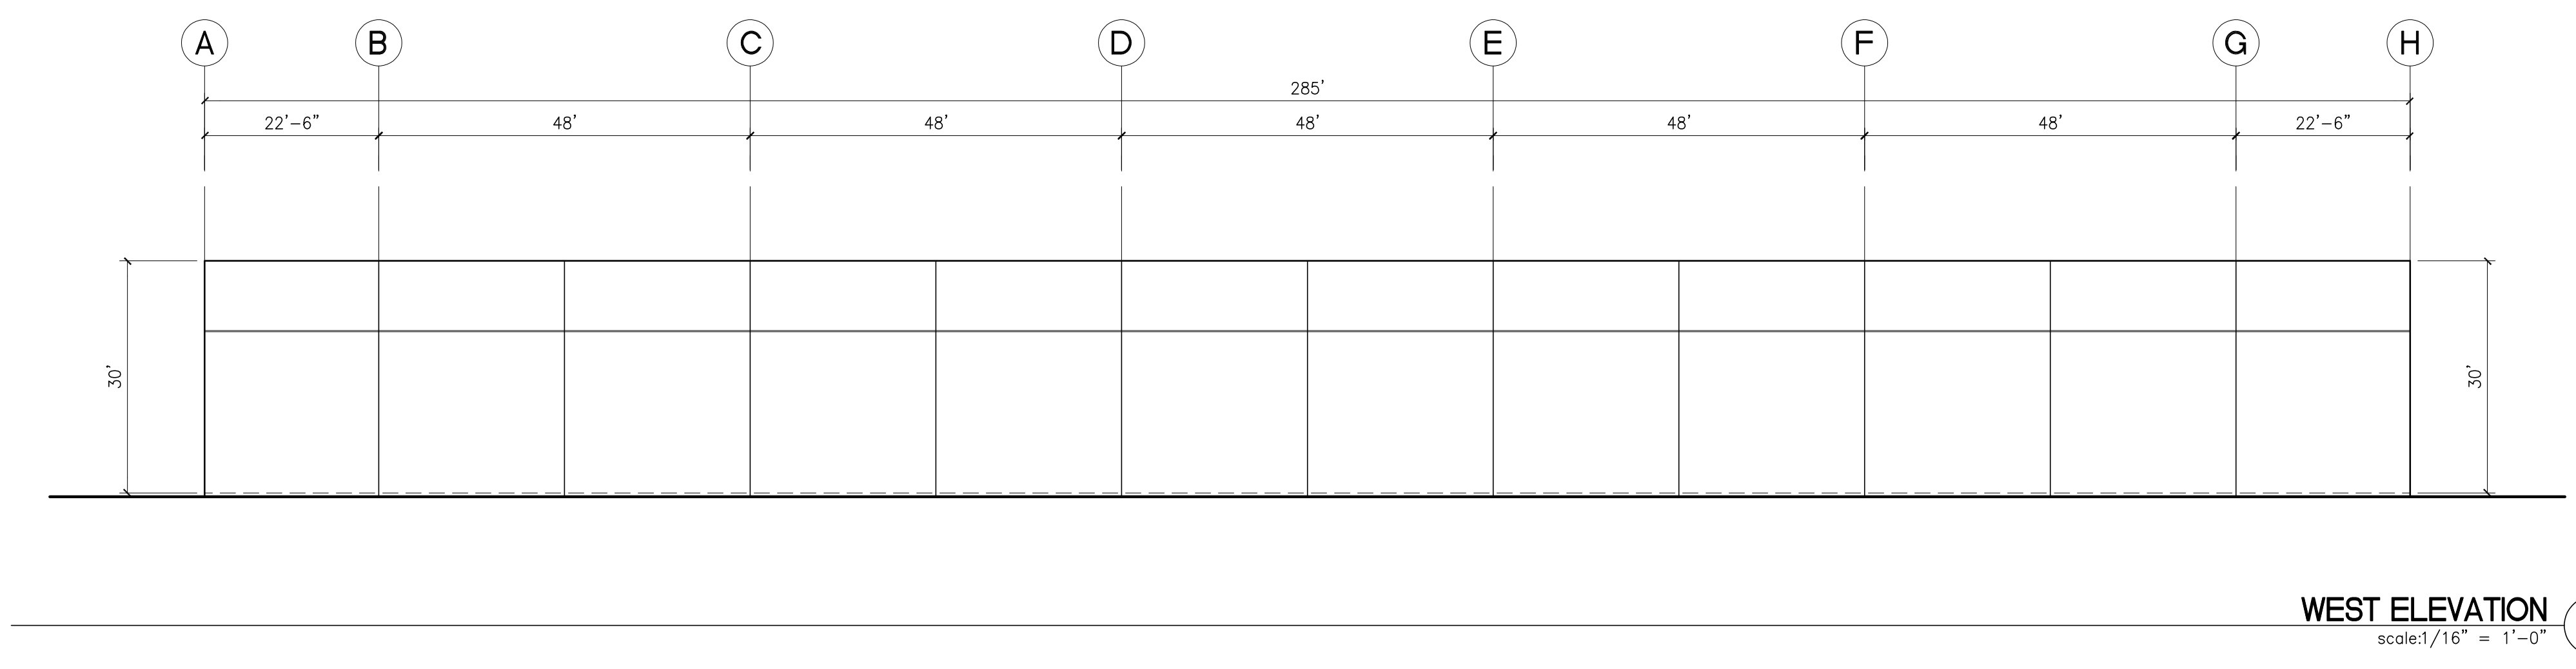 A B C D E F G H
285'
22'-6" 48' 48' 48' 48' 48' 22'-6"
30' 30'
WEST ELEVATION
scale:1/16" = 1'-0"